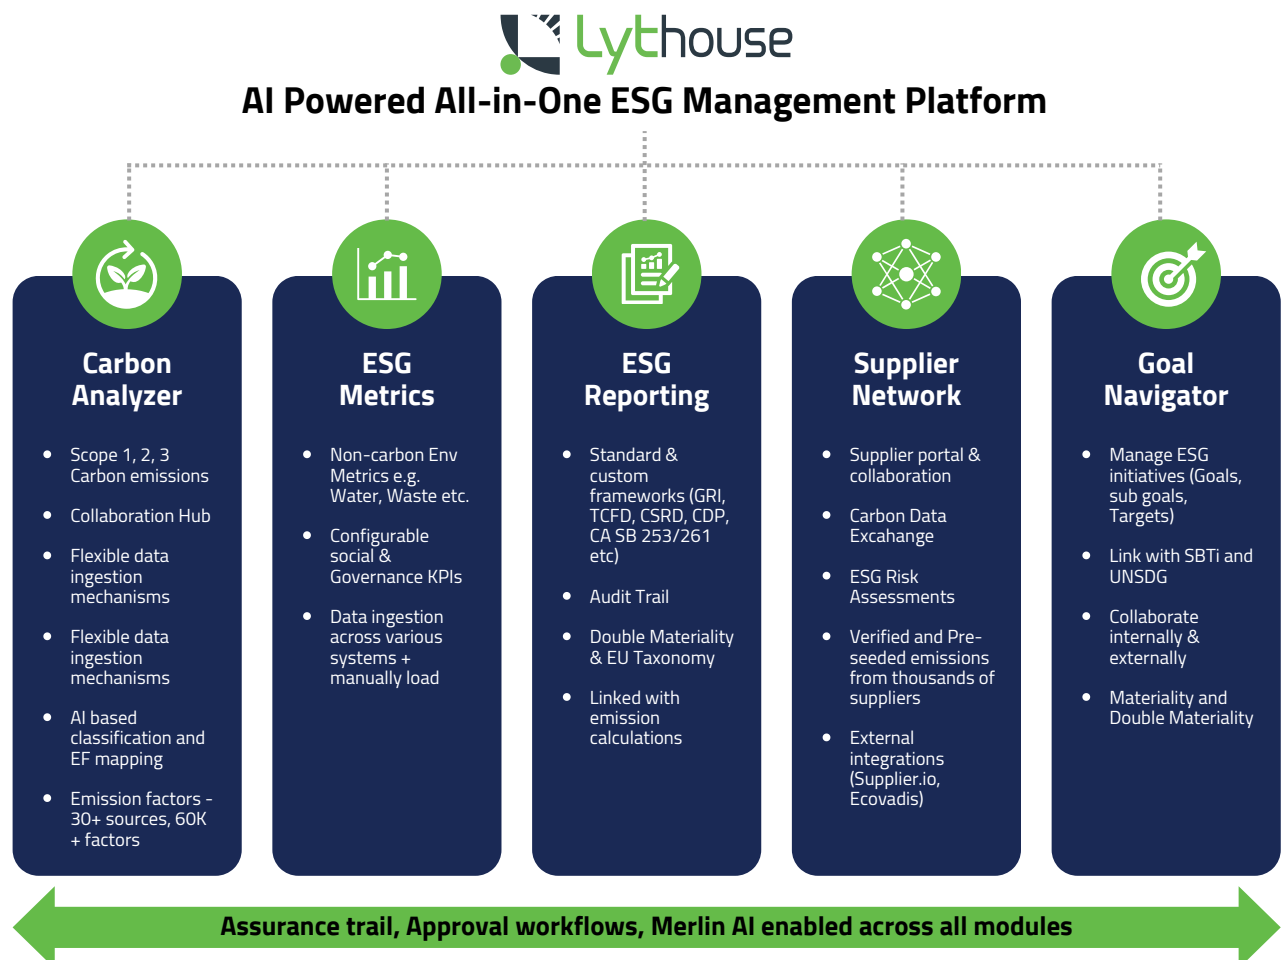 Lythouse
AI Powered All-in-One ESG Management Platform
Carbon
Analyzer
Scope 1, 2, 3
Carbon emissions
Collaboration Hub
Flexible data
ingestion
mechanisms
Flexible data
ingestion
mechanisms
AI based
classification and
EF mapping
Emission factors -
30+ sources, 60K
+ factors
ESG
Metrics
Non-carbon Env
Metrics e.g.
Water, Waste etc.
Configurable
social &
Governance KPIs
Data ingestion
across various
systems +
manually load
ESG
Reporting
Standard &
custom
frameworks (GRI,
TCFD, CSRD, CDP,
CA SB 253/261
etc)
Audit Trail
Double Materiality
& EU Taxonomy
Linked with
emission
calculations
Supplier
Network
Supplier portal &
collaboration
Carbon Data
Excahange
ESG Risk
Assessments
Verified and Pre-
seeded emissions
from thousands of
suppliers
External
integrations
(Supplier.io,
Ecovadis)
Goal
Navigator
Manage ESG
initiatives (Goals,
sub goals,
Targets)
Link with SBTi and
UNSDG
Collaborate
internally &
externally
Materiality and
Double Materiality
Assurance trail, Approval workflows, Merlin AI enabled across all modules